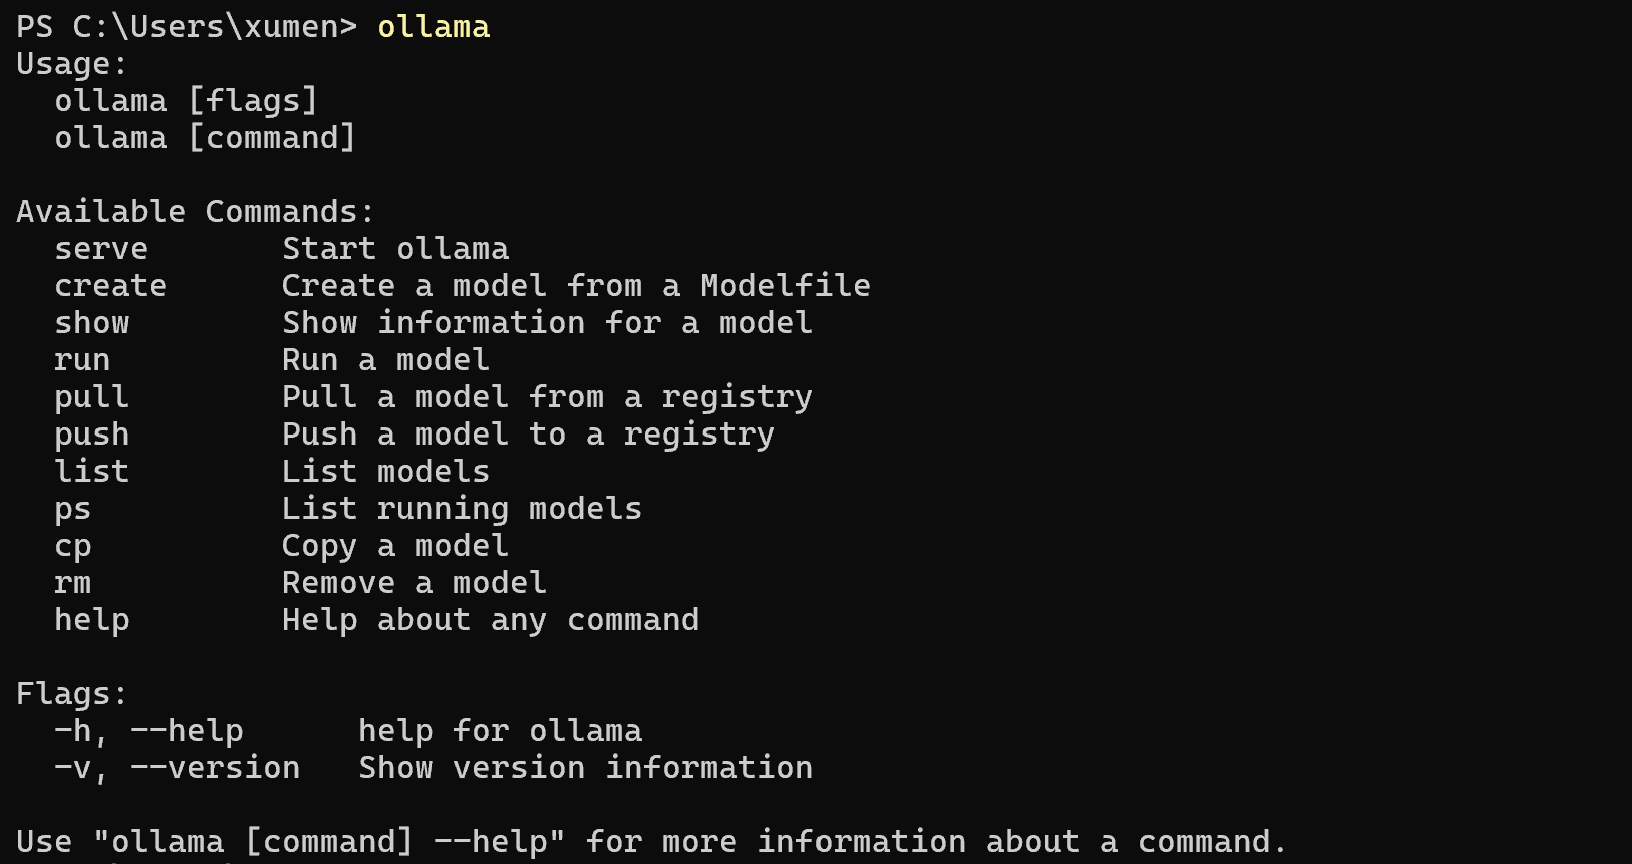 PS C:\Users\xumen> ollama
Usage:
  ollama [flags]
  ollama [command]

Available Commands:
  serve       Start ollama
  create      Create a model from a Modelfile
  show        Show information for a model
  run         Run a model
  pull        Pull a model from a registry
  push        Push a model to a registry
  list        List models
  ps          List running models
  cp          Copy a model
  rm          Remove a model
  help        Help about any command

Flags:
  -h, --help      help for ollama
  -v, --version   Show version information

Use "ollama [command] --help" for more information about a command.